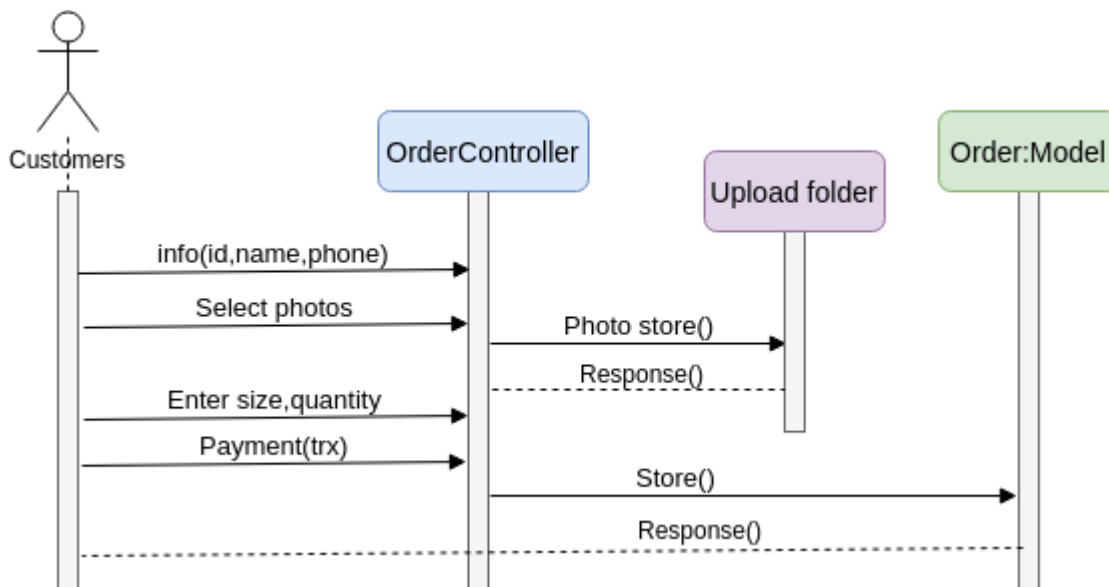 Customers
OrderController
Upload folder
Order:Model
info(id,name,phone)
Select photos
Photo store()
Response()
Enter size,quantity
Payment(trx)
Store()
Response()